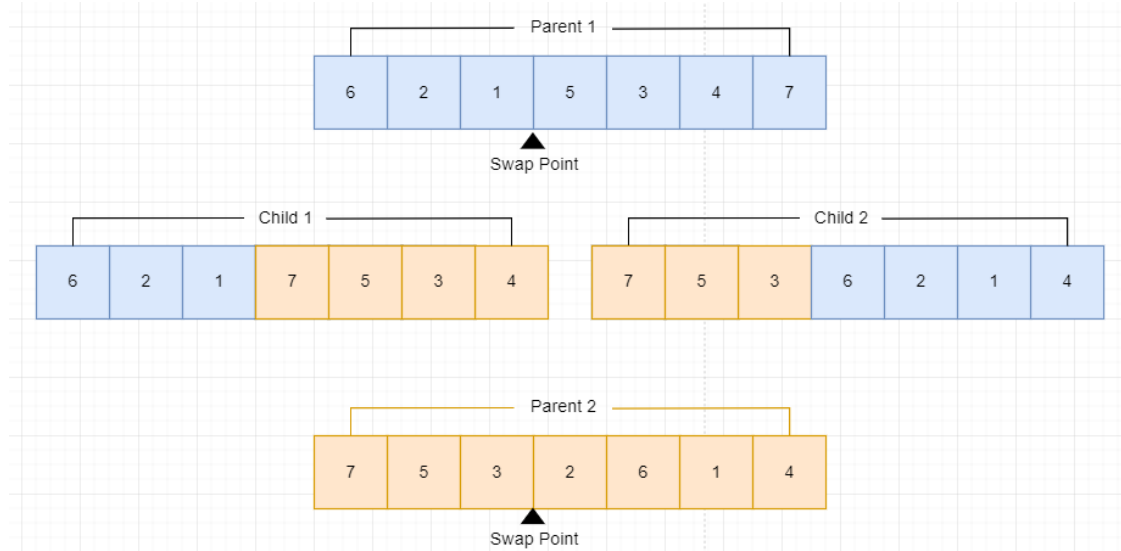 Parent 1
6 2 1 5 3 4 7
Swap Point
Child 1 Child 2
6 2 1 7 5 3 4 7 5 3 6 2 1 4
Parent 2
7 5 3 2 6 1 4
Swap Point